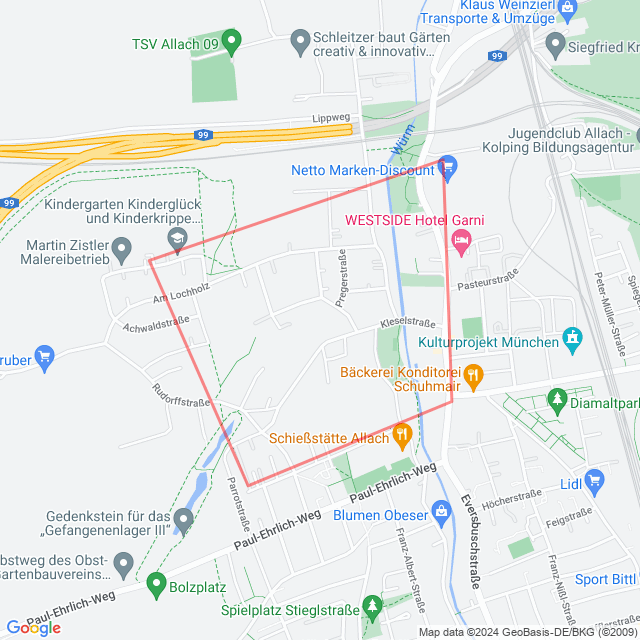 Klaus Weinzierl
Transporte & Umzüge
TSV Allach 09
Schleitzer baut Gärten
creativ & innovativ…
99
Siegfried Kr
Lippweg
99
Würm
Jugendclub Allach -
Kolping Bildungsagentur
Netto Marken-Discount
99
Kindergarten Kinderglück
und Kinderkrippe…
WESTSIDE Hotel Garni
Martin Zistler
Malereibetrieb
Pregerstraße
Pasteurstraße
Peter-Müller-Straße
Spiege
Am Lochholz
Achwaldstraße
Kleselstraße
Kulturprojekt München
ruber
Bäckerei Konditorei
Schuhmair
Rudorffstraße
Diamaltpark
Schießstätte Allach
Paul-Ehrlich-Weg
Parrotstraße
Lidl
Höcherstraße
Eversbuschstraße
Gedenkstein für das
„Gefangenenlager III”
Paul-Ehrlich-Weg
Blumen Obeser
Felgstraße
Franz-Albert-Straße
Franz-Nißl-Straße
bstweg des Obst-
Gartenbauvereins…
Bolzplatz
Sport Bittl
Paul-Ehrlich-Weg
Spielplatz Stieglstraße
Google
Map data ©2024 GeoBasis-DE/BKG (©200